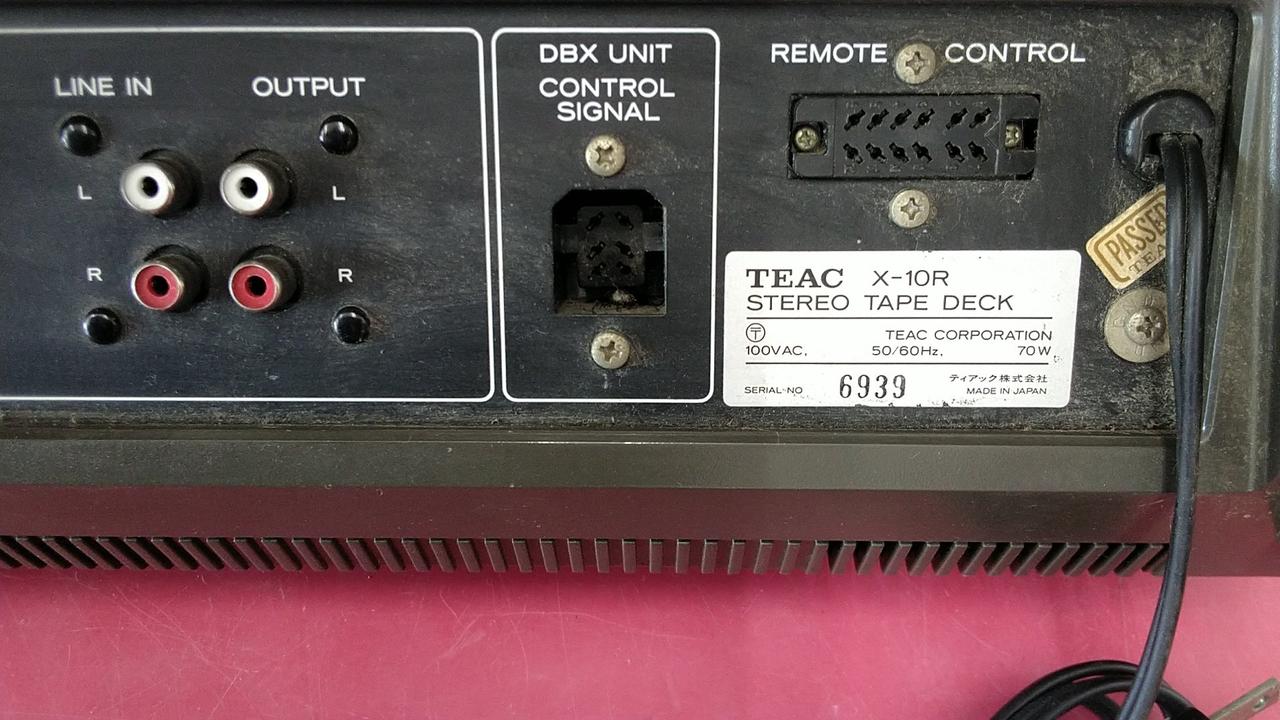 LINE IN
OUTPUT
L
L
R
R
DBX UNIT
CONTROL
SIGNAL
REMOTE CONTROL
PASSED
TEAC X-10R
STEREO TAPE DECK
〒 TEAC CORPORATION
100VAC, 50/60Hz, 70W
SERIAL NO 6939 ティアック株式会社
MADE IN JAPAN